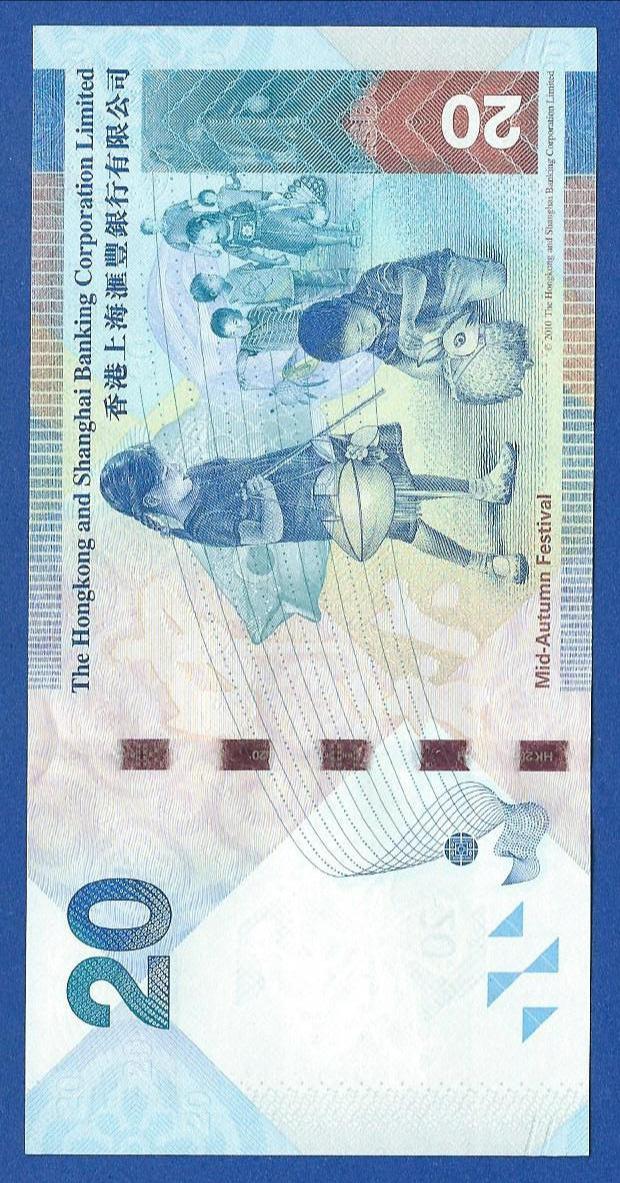 The Hongkong and Shanghai Banking Corporation Limited
香港上海滙豐銀行有限公司
20
© 2010 The Hongkong and Shanghai Banking Corporation Limited
Mid-Autumn Festival
20
HK2
20
20